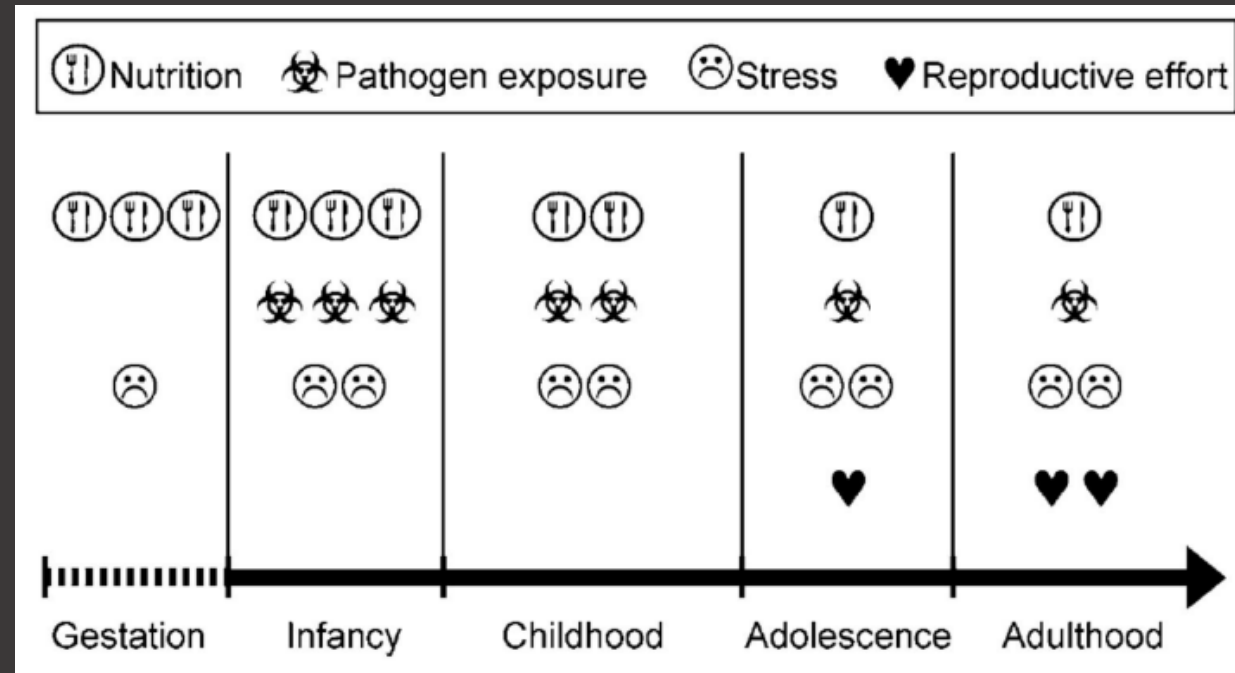 Nutrition Pathogen exposure Stress Reproductive effort
Gestation Infancy Childhood Adolescence Adulthood